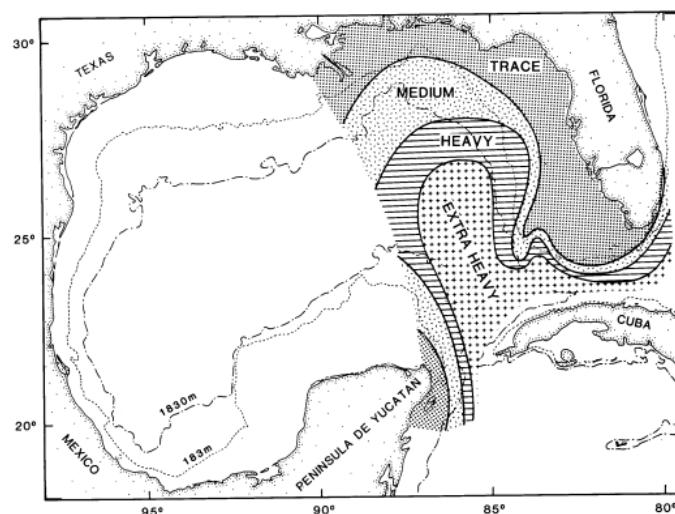 30°
TEXAS
TRACE
FLORIDA
MEDIUM
HEAVY
25°
EXTRA HEAVY
CUBA
1830m
20°
183m
MEXICO
PENINSULA DE YUCATAN
95°
90°
85°
80°